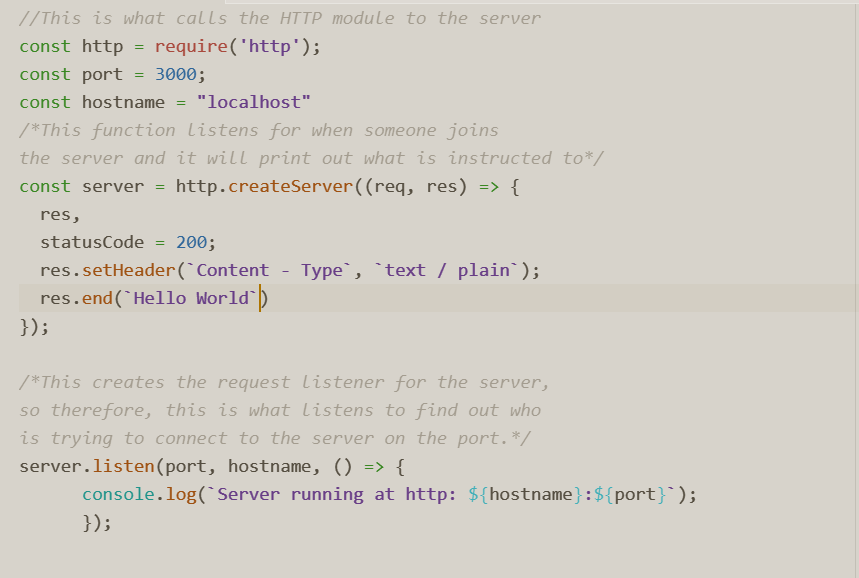 //This is what calls the HTTP module to the server
const http = require('http');
const port = 3000;
const hostname = "localhost"
/*This function listens for when someone joins
the server and it will print out what is instructed to*/
const server = http.createServer((req, res) => {
  res,
  statusCode = 200;
  res.setHeader(`Content - Type`, `text / plain`);
  res.end(`Hello World`)
});

/*This creates the request listener for the server,
so therefore, this is what listens to find out who
is trying to connect to the server on the port.*/
server.listen(port, hostname, () => {
      console.log(`Server running at http: ${hostname}:${port}`);
      });